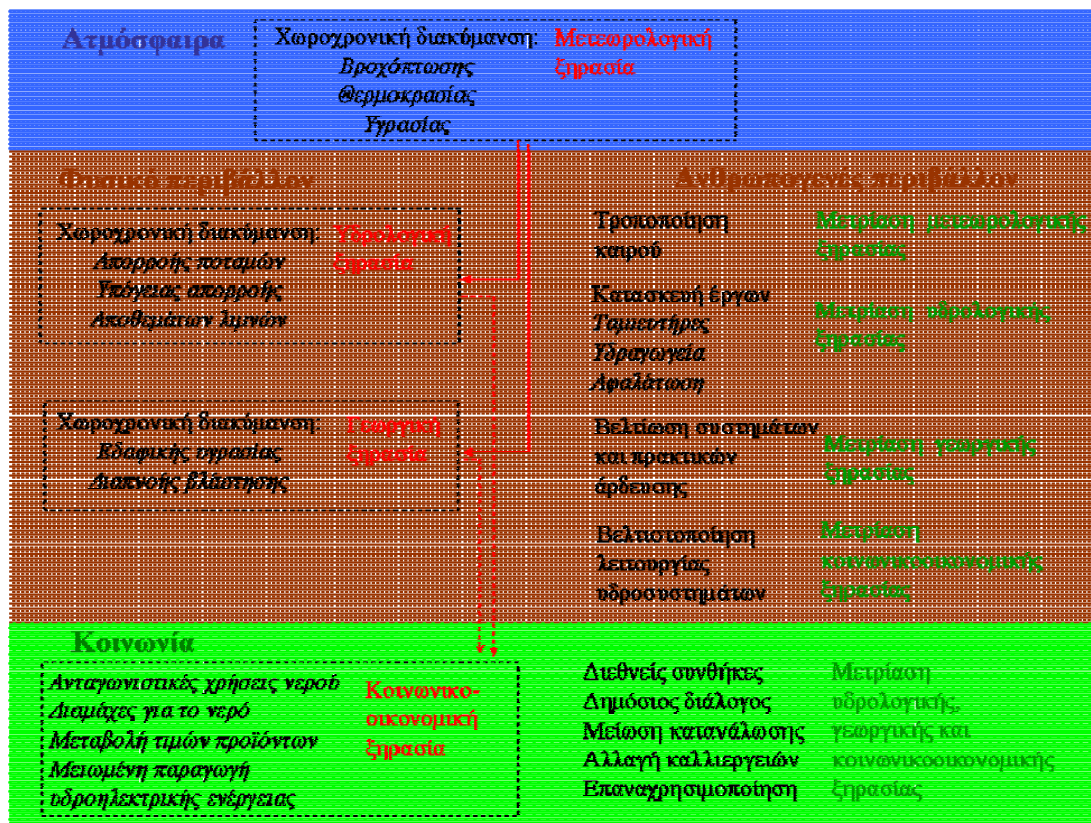 Ατμόσφαιρα
Χωροχρονική διακύμανση:
Βροχόπτωσης
Θερμοκρασίας
Υγρασίας
Μετεωρολογική
ξηρασία
Φυσικό περιβάλλον
Χωροχρονική διακύμανση:
Απορροής ποταμών
Υπόγειας απορροής
Αποθεμάτων λιμνών
Υδρολογική
ξηρασία
Χωροχρονική διακύμανση:
Εδαφικής υγρασίας
Διαπνοής βλάστησης
Γεωργική
ξηρασία
Ανθρωπογενές περιβάλλον
Τροποποίηση
καιρού
Μετρίαση μετεωρολογικής
ξηρασίας
Κατασκευή έργων
Ταμιευτήρες
Υδραγωγεία
Αφαλάτωση
Μετρίαση υδρολογικής
ξηρασίας
Βελτίωση συστημάτων
και πρακτικών
άρδευσης
Μετρίαση γεωργικής
ξηρασίας
Βελτιστοποίηση
λειτουργίας
υδροσυστημάτων
Μετρίαση
κοινωνικοοικονομικής
ξηρασίας
Κοινωνία
Ανταγωνιστικές χρήσεις νερού
Διαμάχες για το νερό
Μεταβολή τιμών προϊόντων
Μειωμένη παραγωγή
υδροηλεκτρικής ενέργειας
Κοινωνικο-
οικονομική
ξηρασία
Διεθνείς συνθήκες
Δημόσιος διάλογος
Μείωση κατανάλωσης
Αλλαγή καλλιεργειών
Επαναχρησιμοποίηση
Μετρίαση
υδρολογικής,
γεωργικής και
κοινωνικοοικονομικής
ξηρασίας